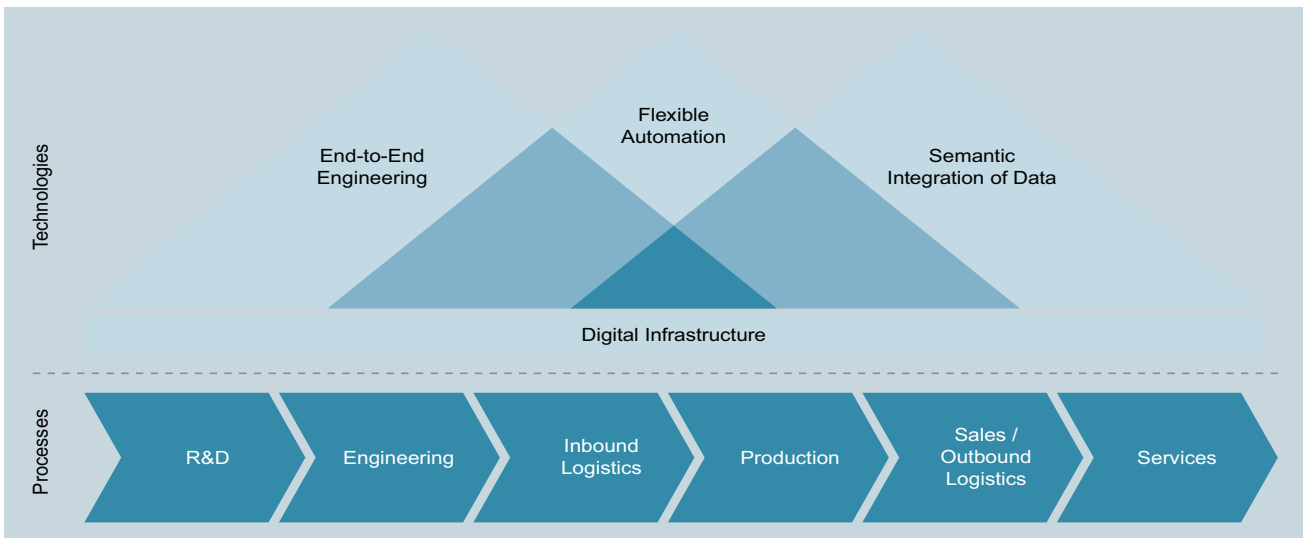 Technologies
Flexible
Automation
End-to-End
Engineering
Semantic
Integration of Data
Digital Infrastructure
Processes
R&D
Engineering
Inbound
Logistics
Production
Sales /
Outbound
Logistics
Services